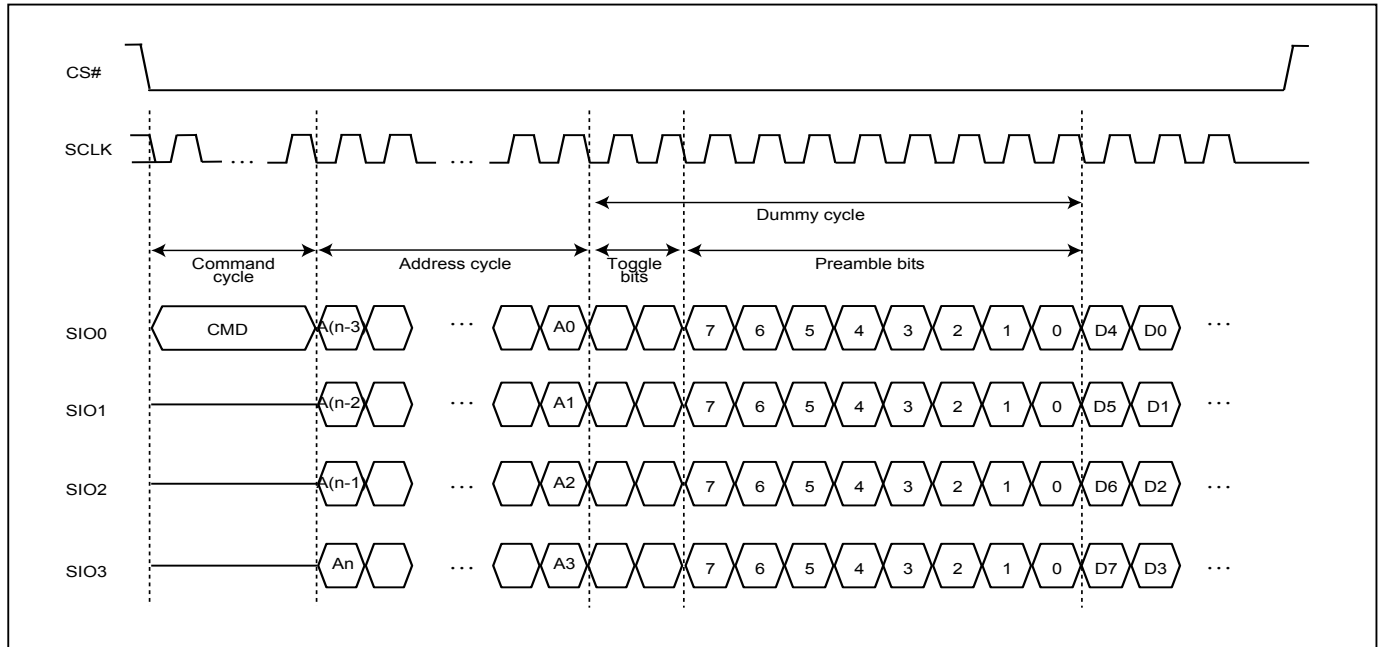 CS#
SCLK ... ...
Dummy cycle
Command cycle
Address cycle
Toggle bits
Preamble bits
SIO0 CMD A(n-3) ... A0 7 6 5 4 3 2 1 0 D4 D0 ...
SIO1 A(n-2) ... A1 7 6 5 4 3 2 1 0 D5 D1 ...
SIO2 A(n-1 ... A2 7 6 5 4 3 2 1 0 D6 D2 ...
SIO3 An ... A3 7 6 5 4 3 2 1 0 D7 D3 ...